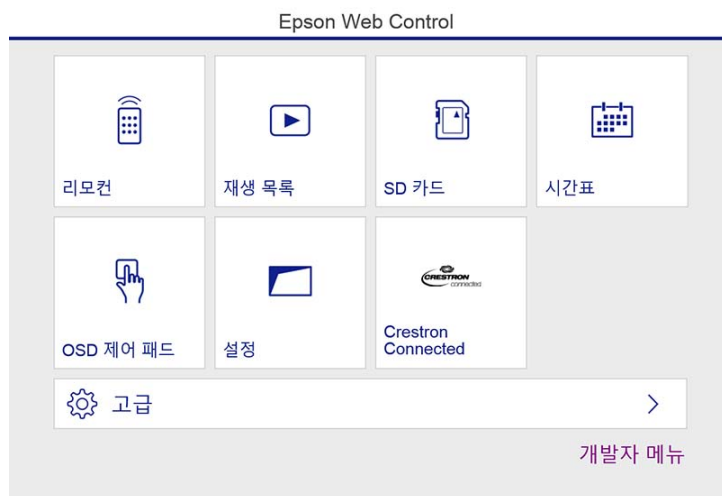 Epson Web Control
리모컨
재생 목록
SD 카드
시간표
OSD 제어 패드
설정
CRESTRON
connected
Crestron
Connected
고급
개발자 메뉴